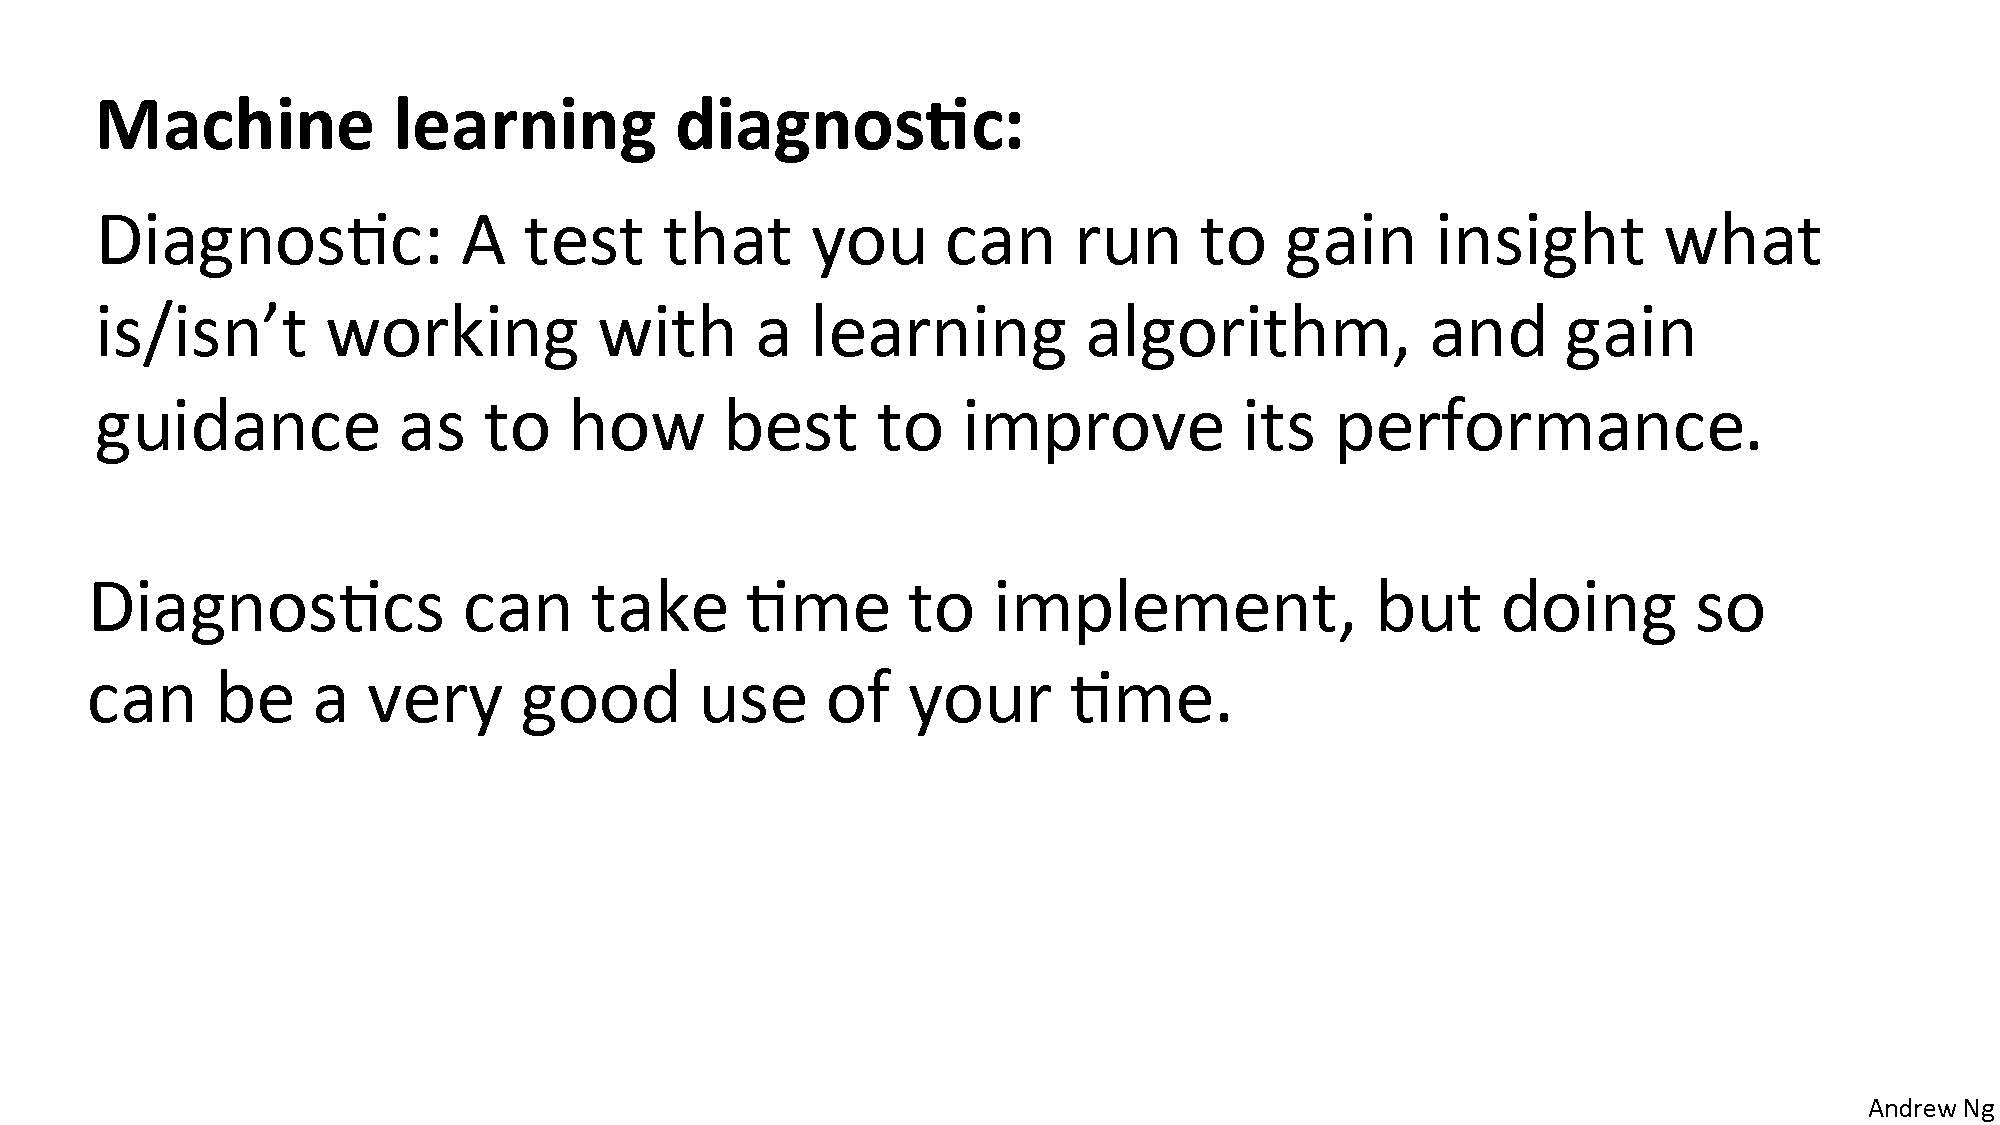 Machine learning diagnostic:
Diagnostic: A test that you can run to gain insight what
is/isn’t working with a learning algorithm, and gain
guidance as to how best to improve its performance.
Diagnostics can take time to implement, but doing so
can be a very good use of your time.
Andrew Ng